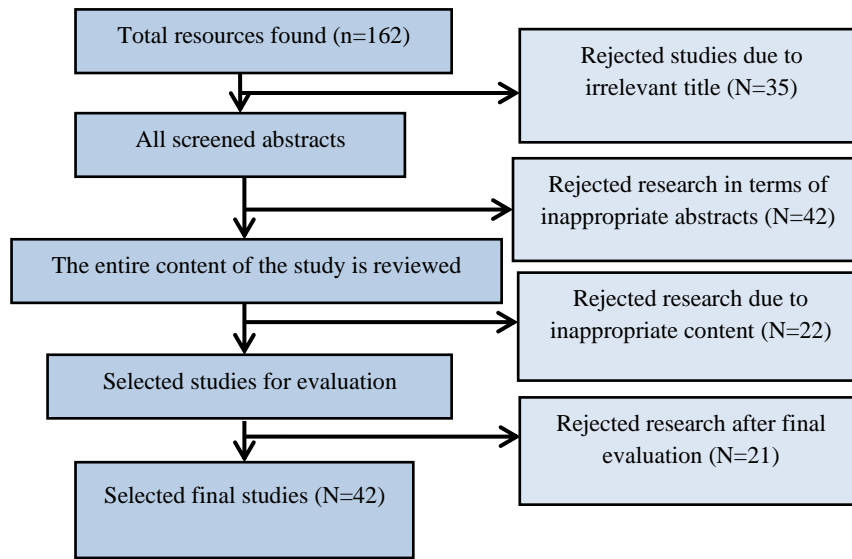 Total resources found (n=162)
Rejected studies due to
irrelevant title (N=35)
All screened abstracts
Rejected research in terms of
inappropriate abstracts (N=42)
The entire content of the study is reviewed
Rejected research due to
inappropriate content (N=22)
Selected studies for evaluation
Rejected research after final
evaluation (N=21)
Selected final studies (N=42)